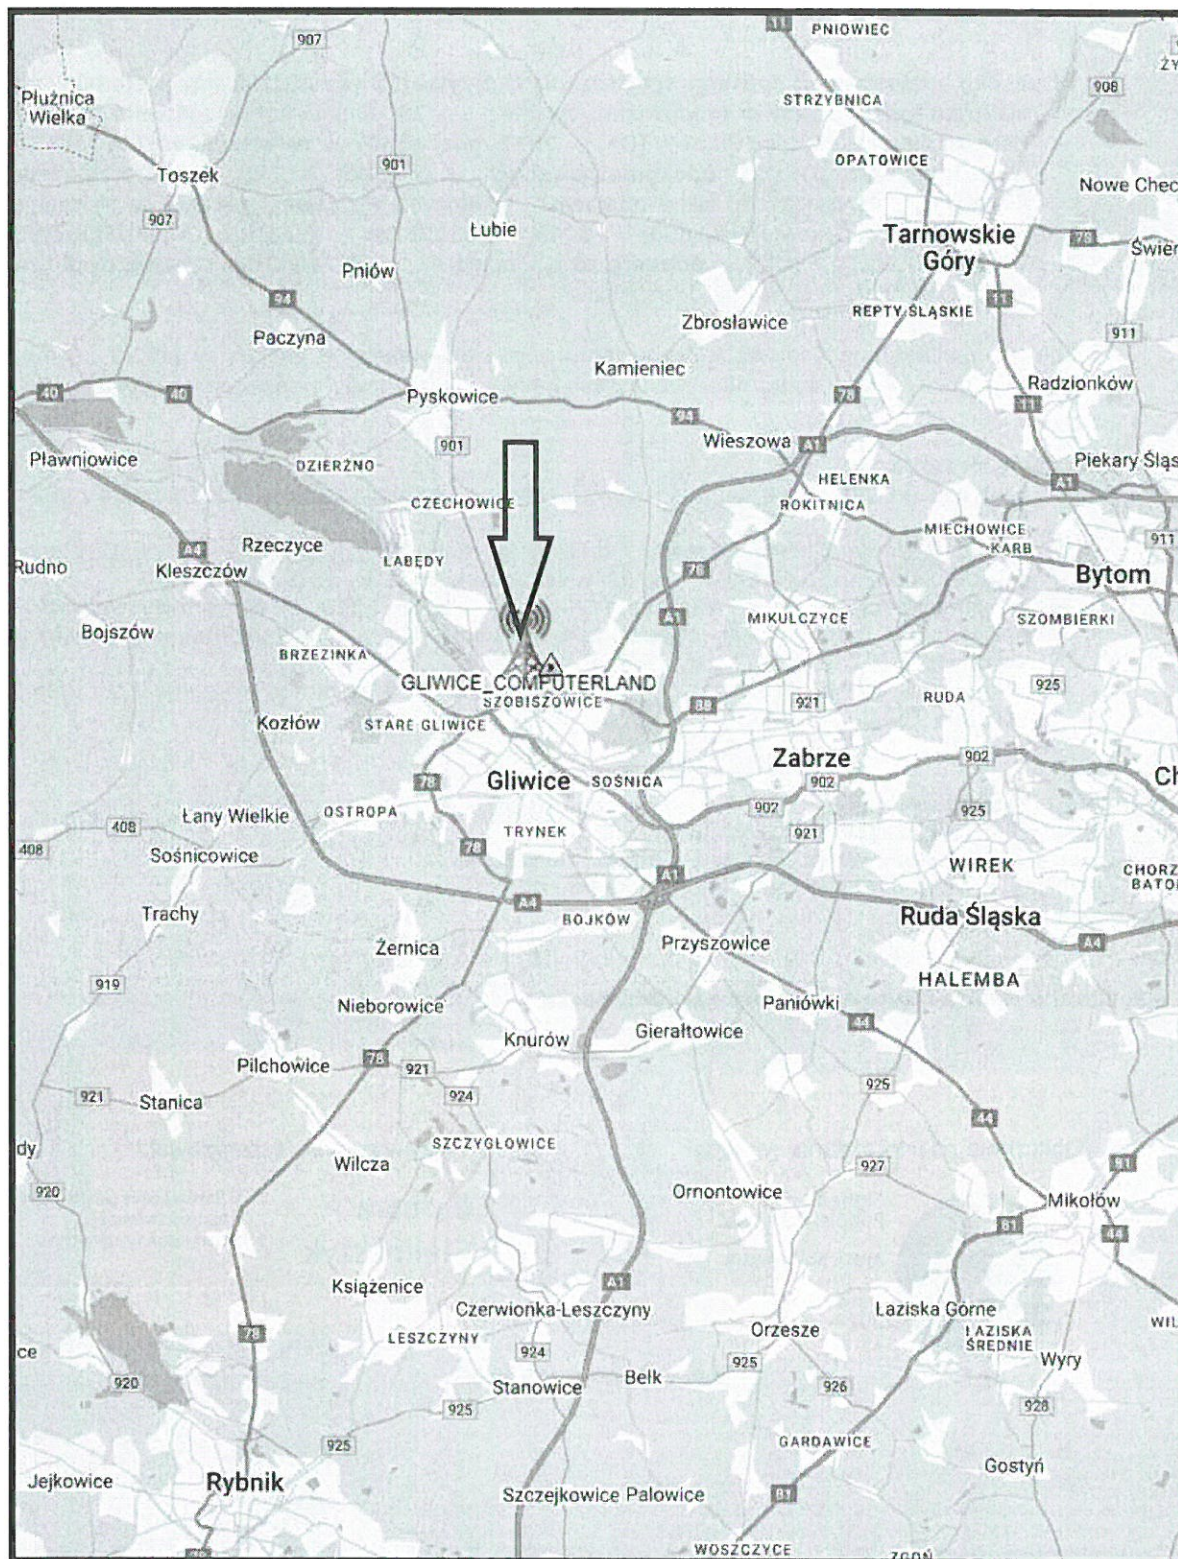 11
PNIOWIEC
907
908
Płużnica
Wielka
STRZYBNICA
901
OPATOWICE
Toszek
Nowe Chec
907
Łubie
Tarnowskie
Góry
78
Świer
Pniów
94
11
REPTY ŚLĄSKIE
Zbrosławice
Paczyna
911
Kamieniec
Radzionków
40
40
78
Pyskowice
11
94
Wieszowa
A1
901
Pławniowice
DZIERŻNO
Piekary Śląs
HELENKA
A1
CZECHOWICE
ROKITNICA
MIECHOWICE
911
Rzeczyce
KARB
A4
ŁABĘDY
Rudno
Kleszczów
78
Bytom
A1
MIKULCZYCE
SZOMBIERKI
Bojszów
BRZEZINKA
GLIWICE_COMPUTERLAND
925
SZOBISZOWICE
88
921
RUDA
Kozłów
STARE GLIWICE
Zabrze
902
Gliwice
SOŚNICA
902
Ch
78
902
Łany Wielkie
OSTROPA
925
408
TRYNEK
921
408
Sośnicowice
78
WIREK
CHORZ
BATO
A1
A4
Trachy
BOJKÓW
Ruda Śląska
Żernica
Przyszowice
A4
919
HALEMBA
Nieborowice
Paniówki
44
Knurów
Gierałtowice
Pilchowice
78
921
925
921
Stanica
924
44
SZCZYGŁOWICE
dy
Wilcza
927
81
920
Ornontowice
Mikołów
81
44
Książenice
A1
Czerwionka-Leszczyny
Łaziska Górne
78
LESZCZYNY
Orzesze
ŁAZISKA
ŚREDNIE
WIL
ce
924
925
Wyry
920
Stanowice
Bełk
926
925
928
925
GARDAWICE
Gostyń
Jejkowice
Rybnik
Szczejkowice
Palowice
81
WOSZCZYCE
ZGOŃ
78